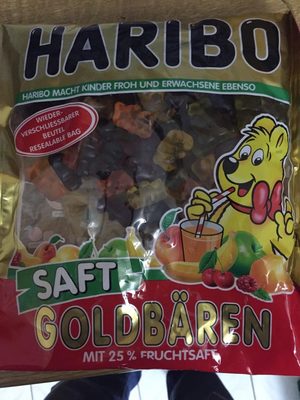 HARIBO
HARIBO MACHT KINDER FROH UND ERWACHSENE EBENSO
WIEDER-
VERSCHLIESSBARER
BEUTEL
RESEALABLE BAG
SAFT
GOLDBÄREN
MIT 25 % FRUCHTSAFT